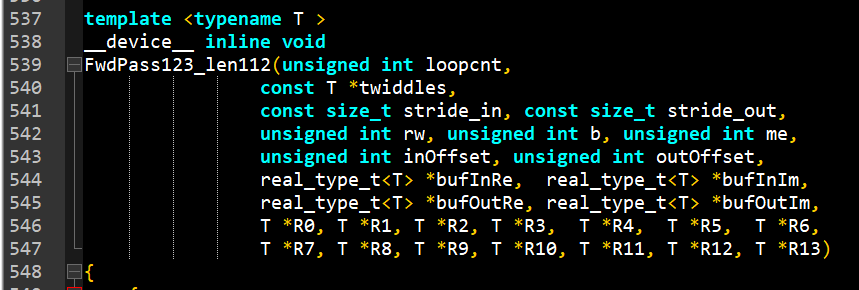 537 template <typename T >
538 __device__ inline void
539 FwdPass123_len112(unsigned int loopcnt,
540 const T *twiddles,
541 const size_t stride_in, const size_t stride_out,
542 unsigned int rw, unsigned int b, unsigned int me,
543 unsigned int inOffset, unsigned int outOffset,
544 real_type_t<T> *bufInRe, real_type_t<T> *bufInIm,
545 real_type_t<T> *bufOutRe, real_type_t<T> *bufOutIm,
546 T *R0, T *R1, T *R2, T *R3, T *R4, T *R5, T *R6,
547 T *R7, T *R8, T *R9, T *R10, T *R11, T *R12, T *R13)
548 {